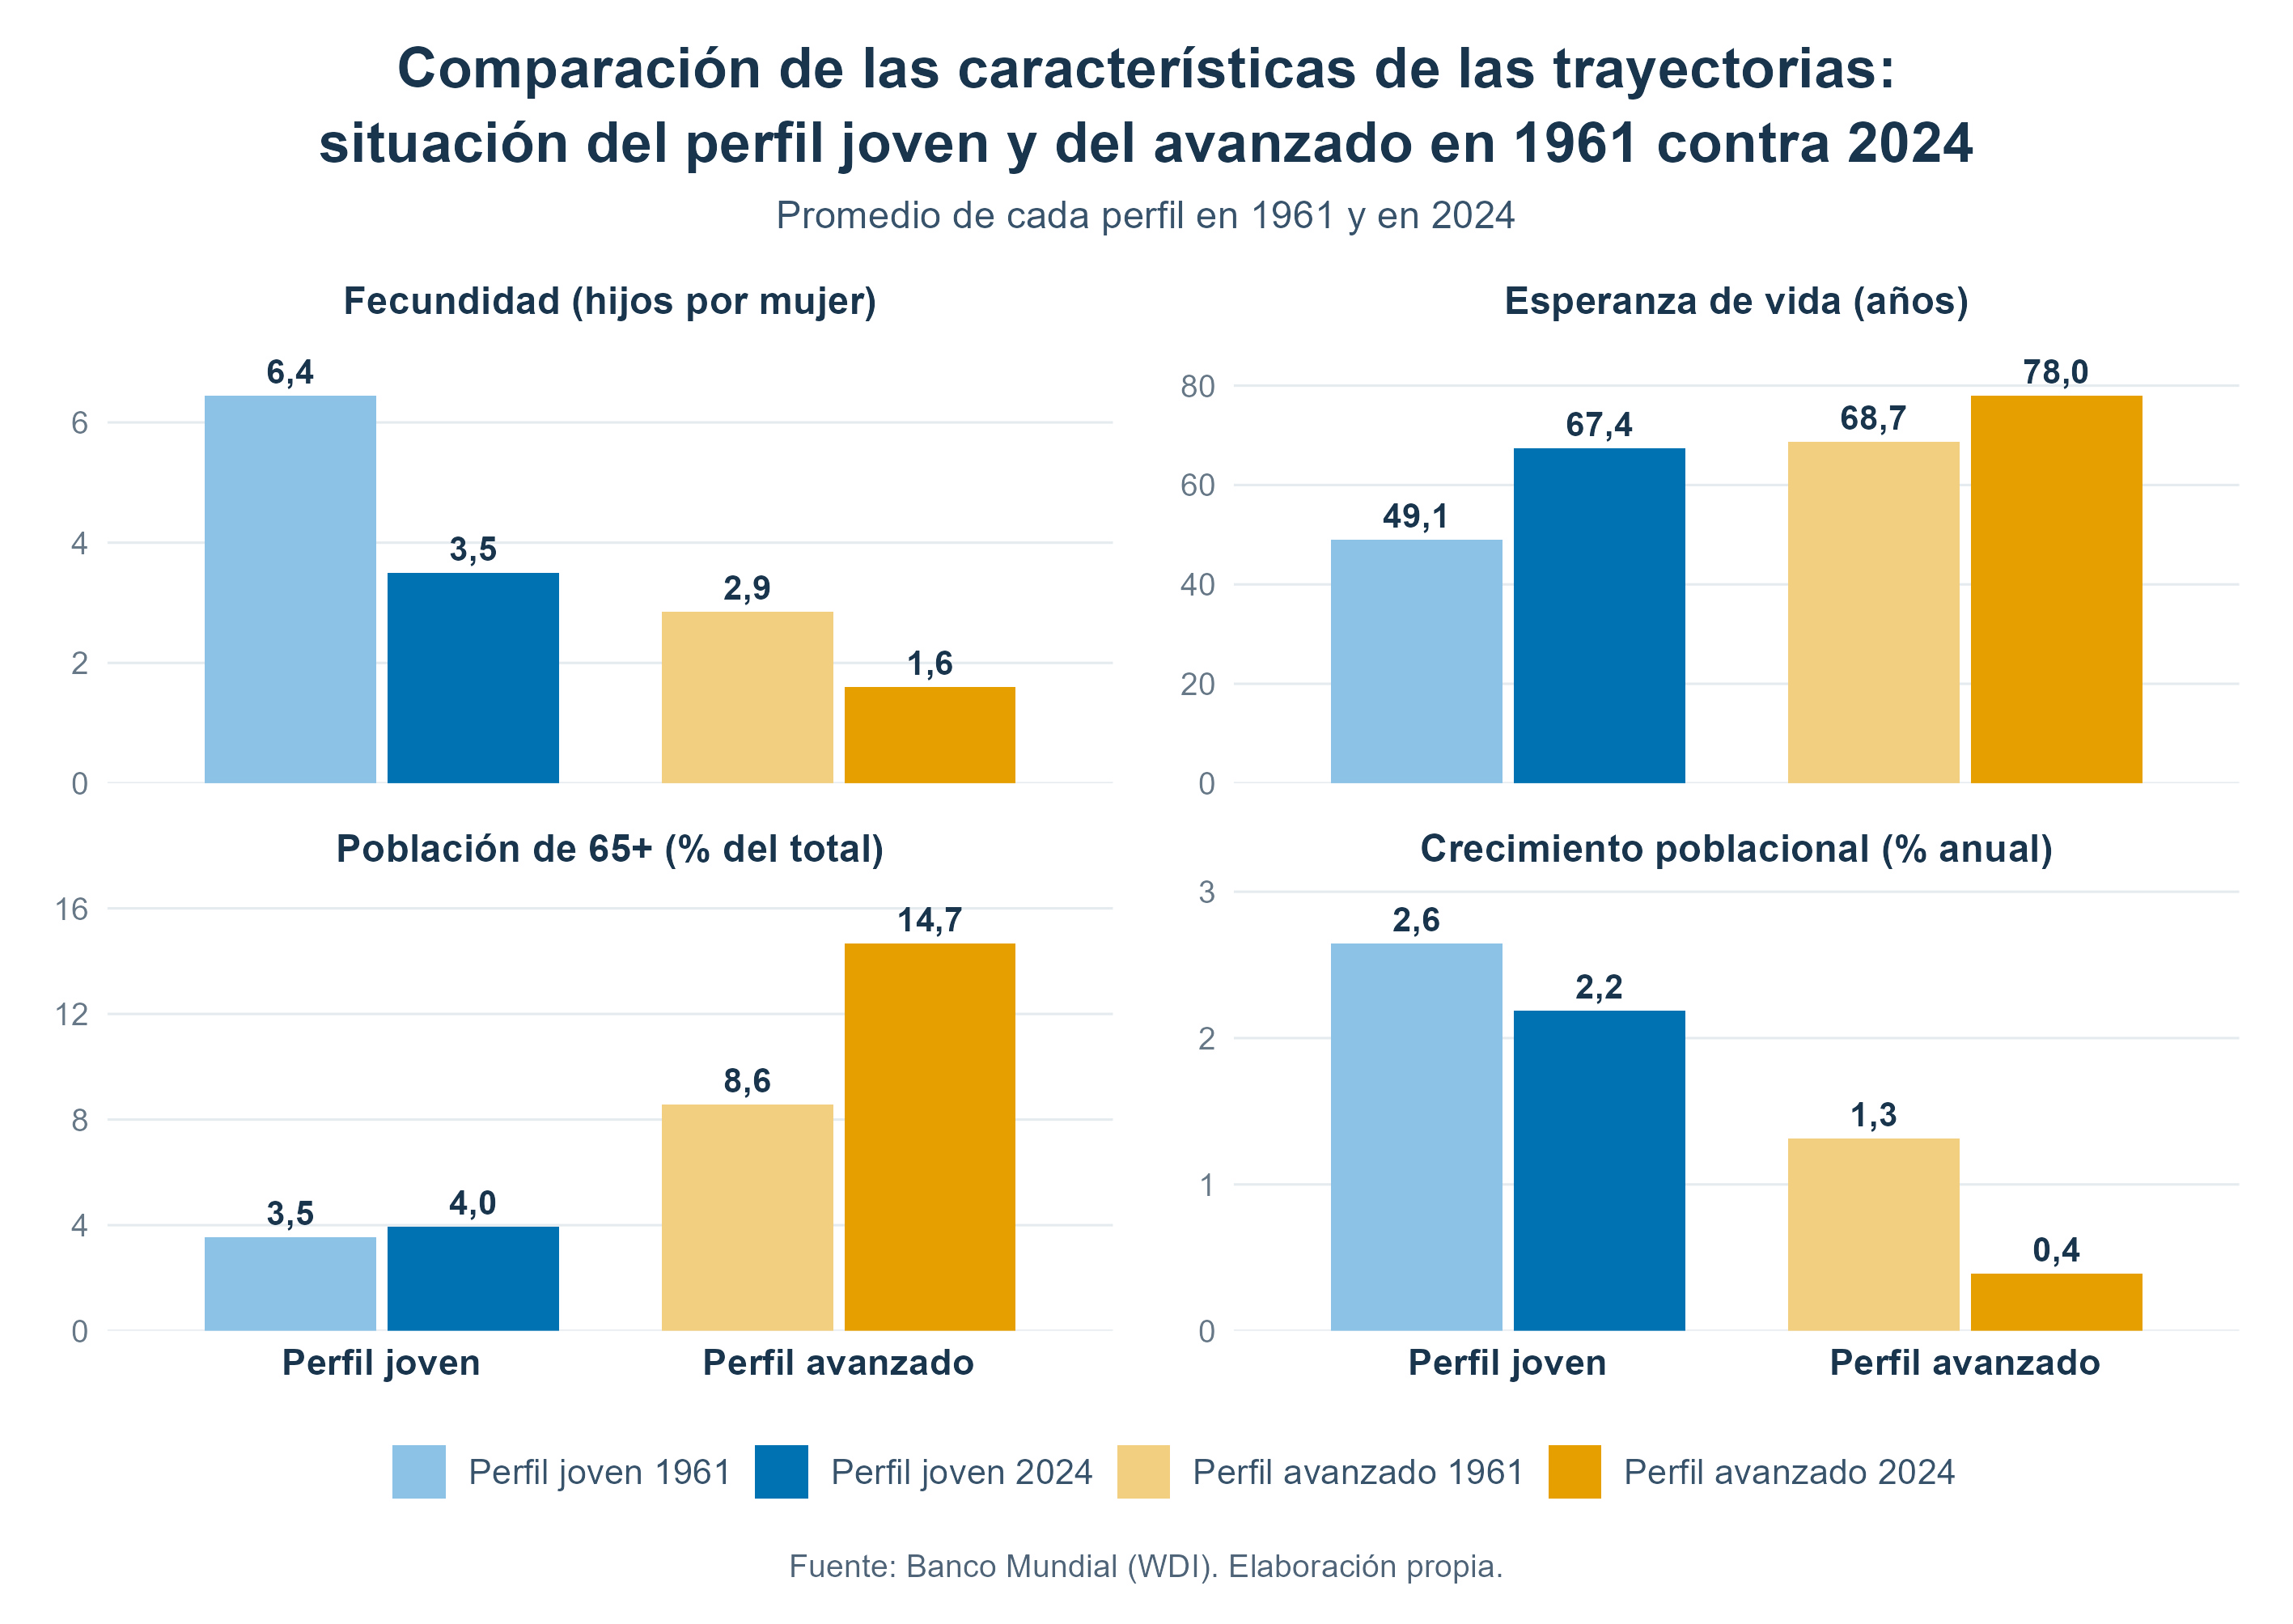 Comparación de las características de las trayectorias:
situación del perfil joven y del avanzado en 1961 contra 2024
Promedio de cada perfil en 1961 y en 2024
Fecundidad (hijos por mujer)
6,4
3,5
2,9
1,6
6
4
2
0
Esperanza de vida (años)
49,1
67,4
68,7
78,0
80
60
40
20
0
Población de 65+ (% del total)
3,5
4,0
8,6
14,7
16
12
8
4
0
Perfil joven
Perfil avanzado
Crecimiento poblacional (% anual)
2,6
2,2
1,3
0,4
3
2
1
0
Perfil joven
Perfil avanzado
Perfil joven 1961
Perfil joven 2024
Perfil avanzado 1961
Perfil avanzado 2024
Fuente: Banco Mundial (WDI). Elaboración propia.